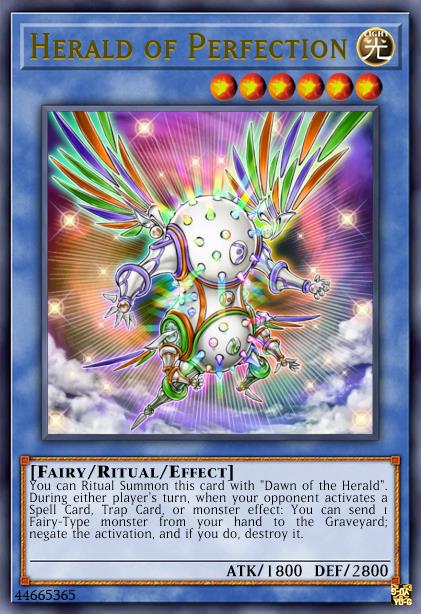 HERALD OF PERFECTION
LIGHT
光
[FAIRY/RITUAL/EFFECT]
You can Ritual Summon this card with "Dawn of the Herald".
During either player's turn, when your opponent activates a
Spell Card, Trap Card, or monster effect: You can send 1
Fairy-Type monster from your hand to the Graveyard;
negate the activation, and if you do, destroy it.
ATK/1800 DEF/2800
44665365